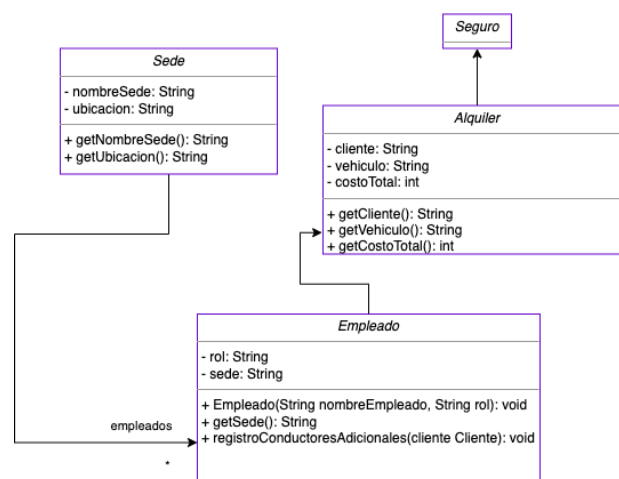 Seguro
Sede
- nombreSede: String
- ubicacion: String
+ getNombreSede(): String
+ getUbicacion(): String
Alquiler
- cliente: String
- vehiculo: String
- costoTotal: int
+ getCliente(): String
+ getVehiculo(): String
+ getCostoTotal(): int
Empleado
- rol: String
- sede: String
+ Empleado(String nombreEmpleado, String rol): void
+ getSede(): String
+ registroConductoresAdicionales(cliente Cliente): void
empleados
*